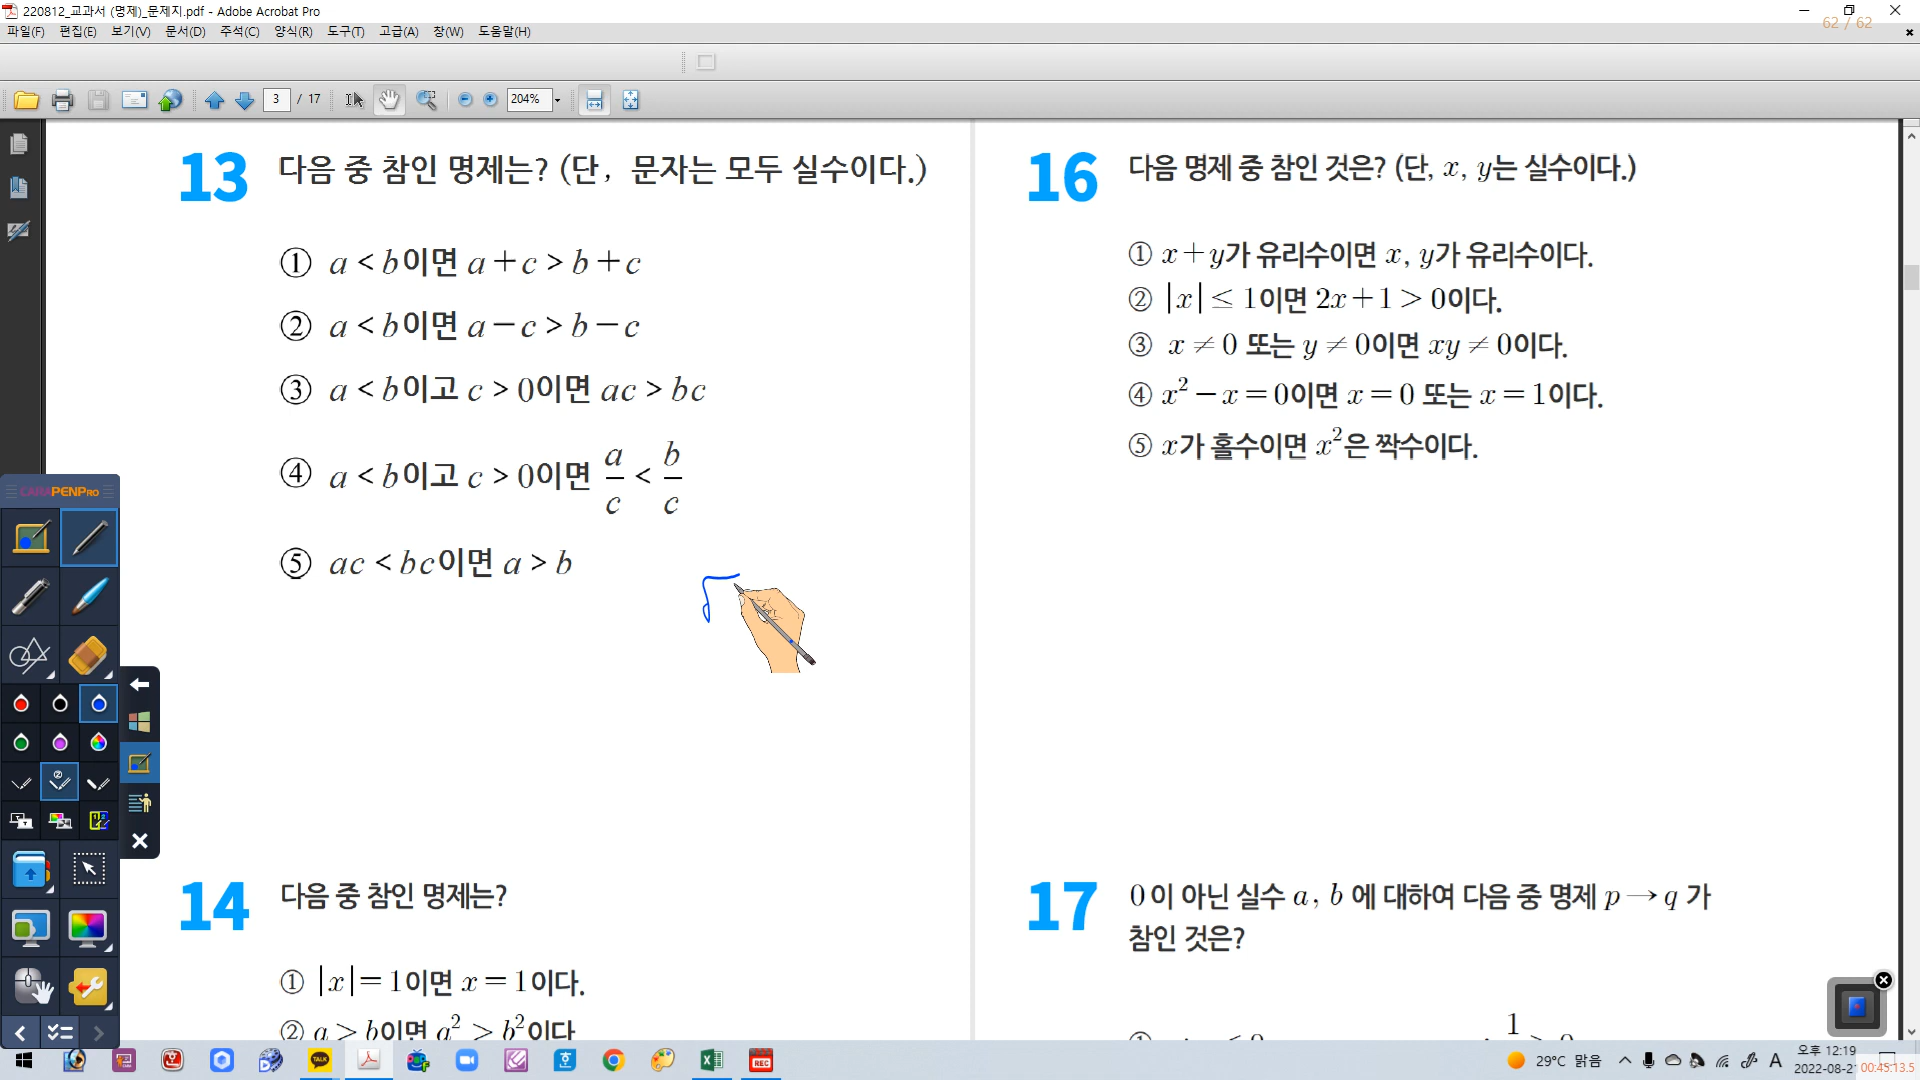 220812_교과서 (명제)_문제지.pdf - Adobe Acrobat Pro
62 / 62
파일(F) 편집(E) 보기(V) 문서(D) 주석(C) 양식(R) 도구(T) 고급(A) 창(W) 도움말(H)
3 / 17 204%
13 다음 중 참인 명제는? (단, 문자는 모두 실수이다.)
① a < b이면 a + c > b + c
② a < b이면 a − c > b − c
③ a < b이고 c > 0이면 ac > bc
④ a < b이고 c > 0이면 a/c < b/c
⑤ ac < bc이면 a > b
14 다음 중 참인 명제는?
① |x| = 1이면 x = 1이다.
② a > b이면 a² > b²이다
16 다음 명제 중 참인 것은? (단, x, y는 실수이다.)
① x+y가 유리수이면 x, y가 유리수이다.
② |x| ≤ 1이면 2x+1 > 0이다.
③ x ≠ 0 또는 y ≠ 0이면 xy ≠ 0이다.
④ x² − x = 0이면 x = 0 또는 x = 1이다.
⑤ x가 홀수이면 x²은 짝수이다.
17 0이 아닌 실수 a, b 에 대하여 다음 중 명제 p → q 가
참인 것은?
1
CARAPENPRO
TALK
REC
29°C 맑음
A
오후 12:19
2022-08-2
00:45:13.5